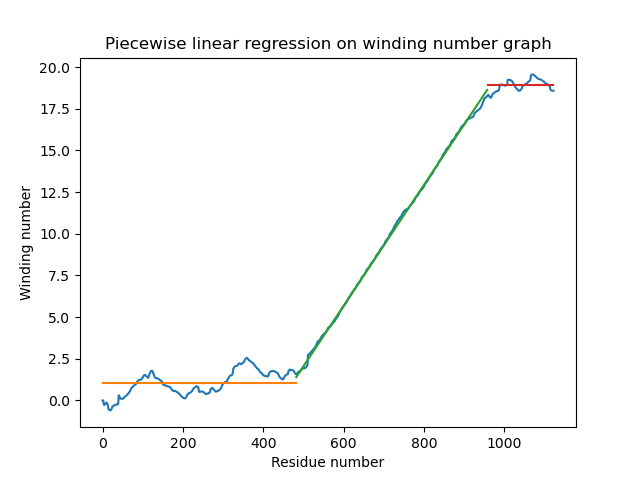 Piecewise linear regression on winding number graph
20.0
17.5
15.0
12.5
10.0
7.5
5.0
2.5
0.0
Winding number
0 200 400 600 800 1000
Residue number